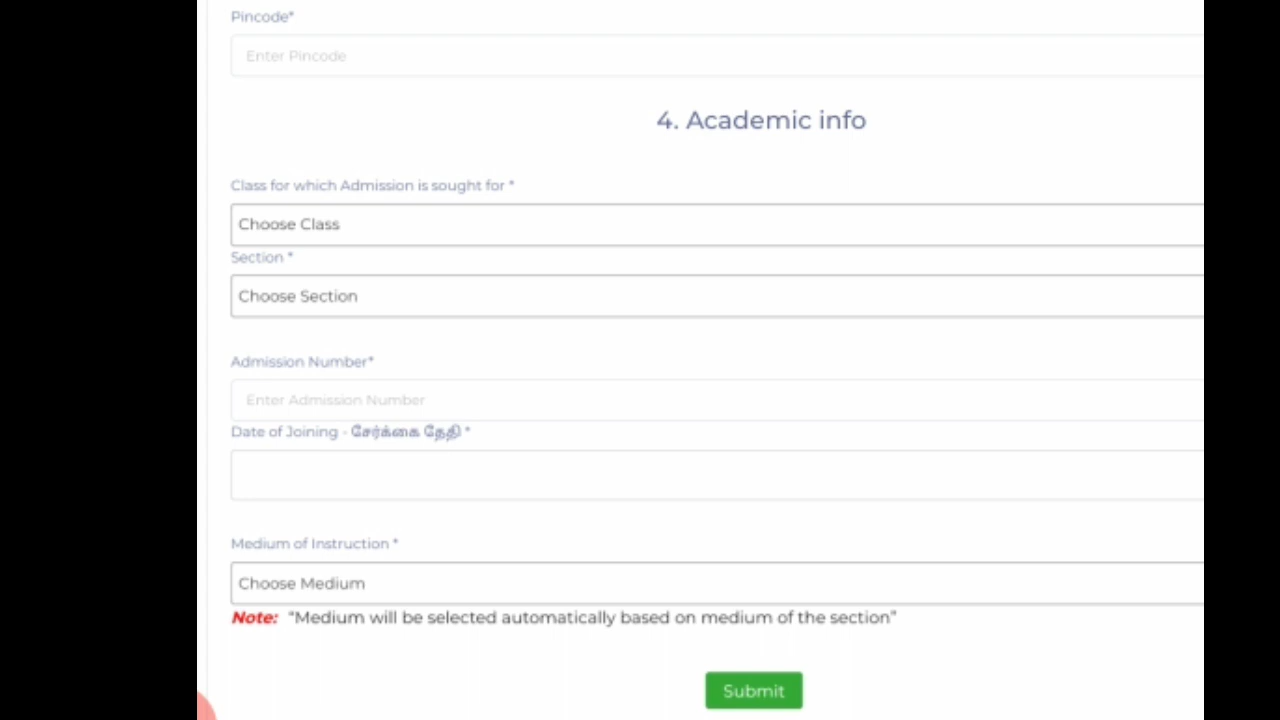 Pincode*
Enter Pincode
4. Academic info
Class for which Admission is sought for *
Choose Class
Section *
Choose Section
Admission Number*
Enter Admission Number
Date of Joining - சேர்க்கை தேதி *
Medium of Instruction *
Choose Medium
Note: “Medium will be selected automatically based on medium of the section”
Submit